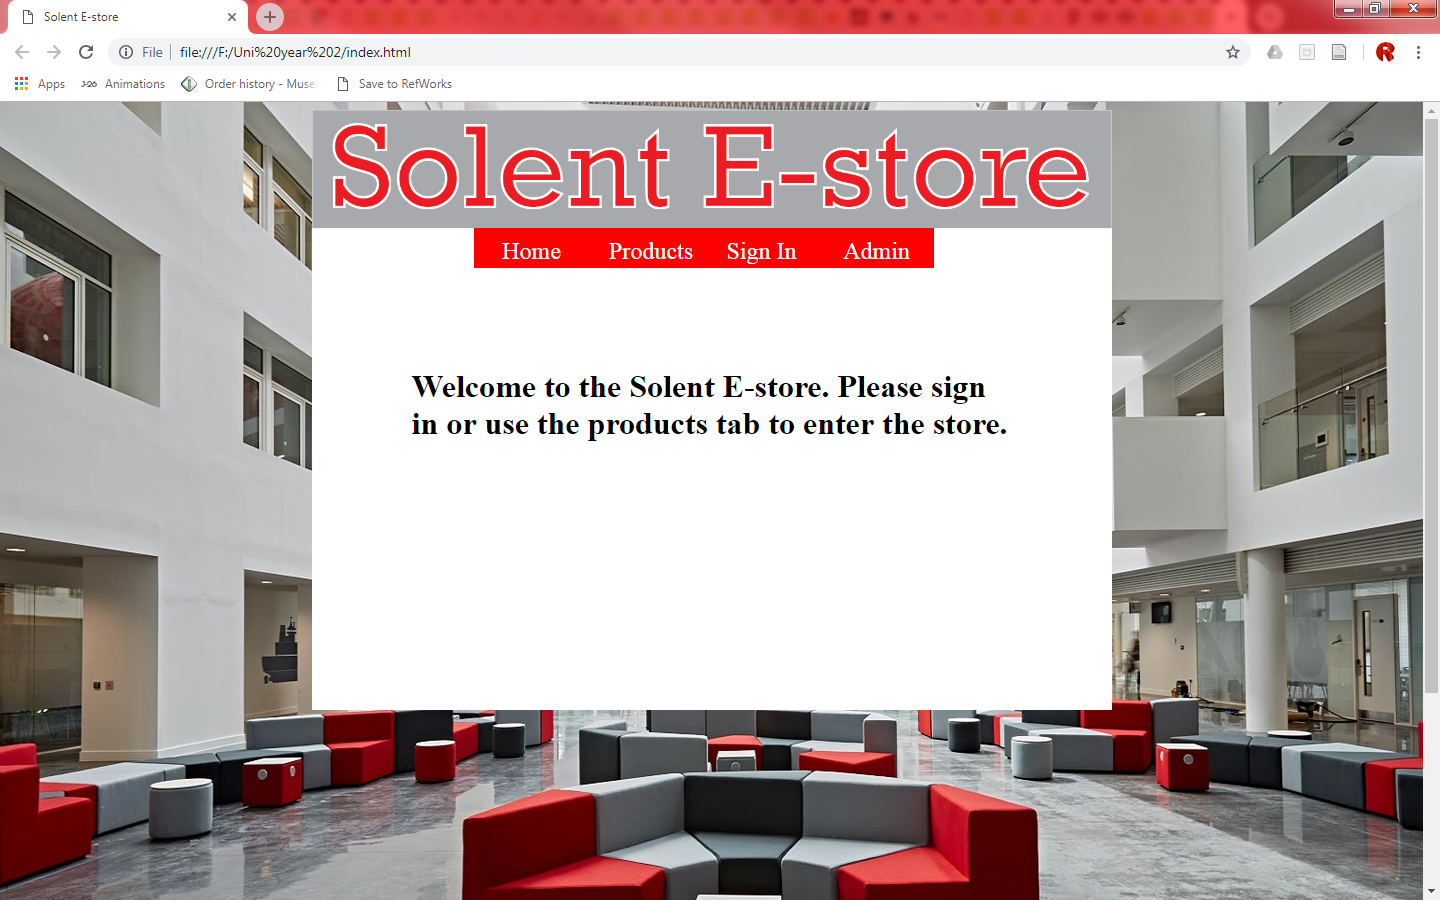 Solent E-store
File
file:///F:/Uni%20year%202/index.html
Apps
Animations
Order history - Muse
Save to RefWorks
Solent E-store
Home Products Sign In Admin
Welcome to the Solent E-store. Please sign
in or use the products tab to enter the store.